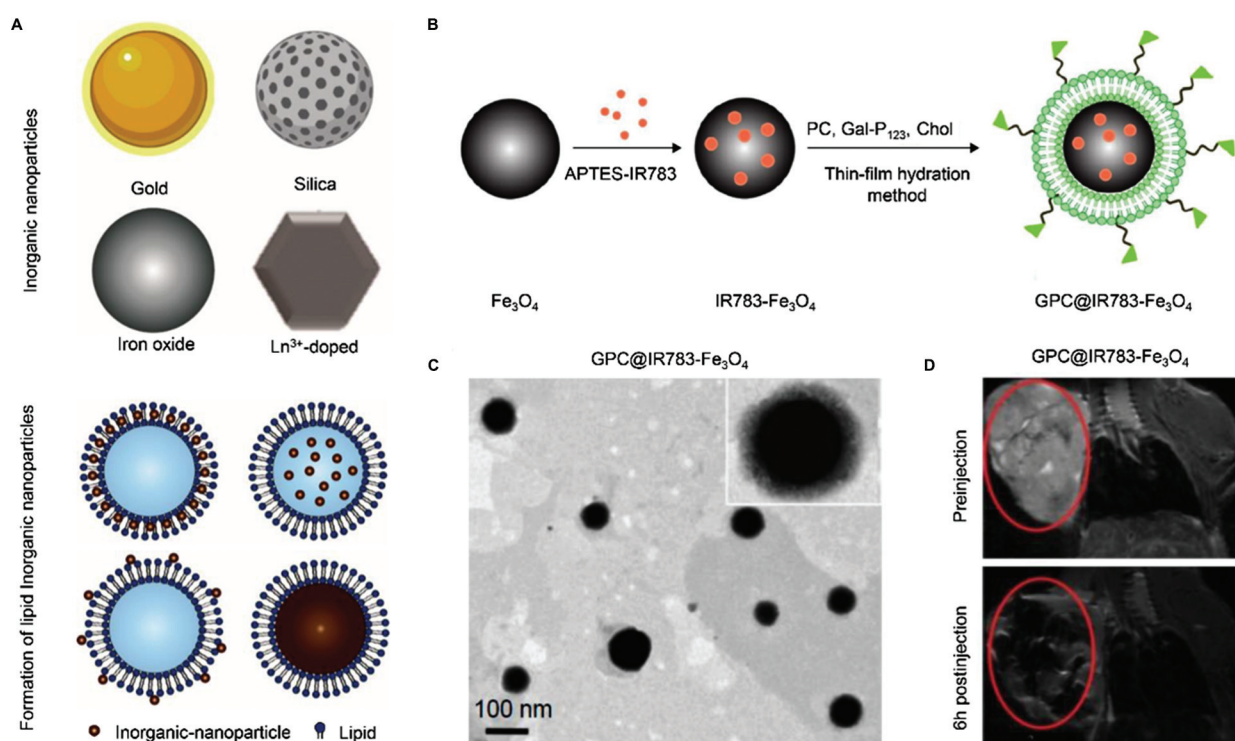 A
Inorganic nanoparticles
Gold
Silica
Iron oxide
Ln³⁺-doped
Formation of lipid Inorganic nanoparticles
Inorganic-nanoparticle
Lipid
B
APTES-IR783
PC, Gal-P₁₂₃, Chol
Thin-film hydration
method
Fe₃O₄
IR783-Fe₃O₄
GPC@IR783-Fe₃O₄
C
GPC@IR783-Fe₃O₄
100 nm
D
GPC@IR783-Fe₃O₄
Preinjection
6h postinjection